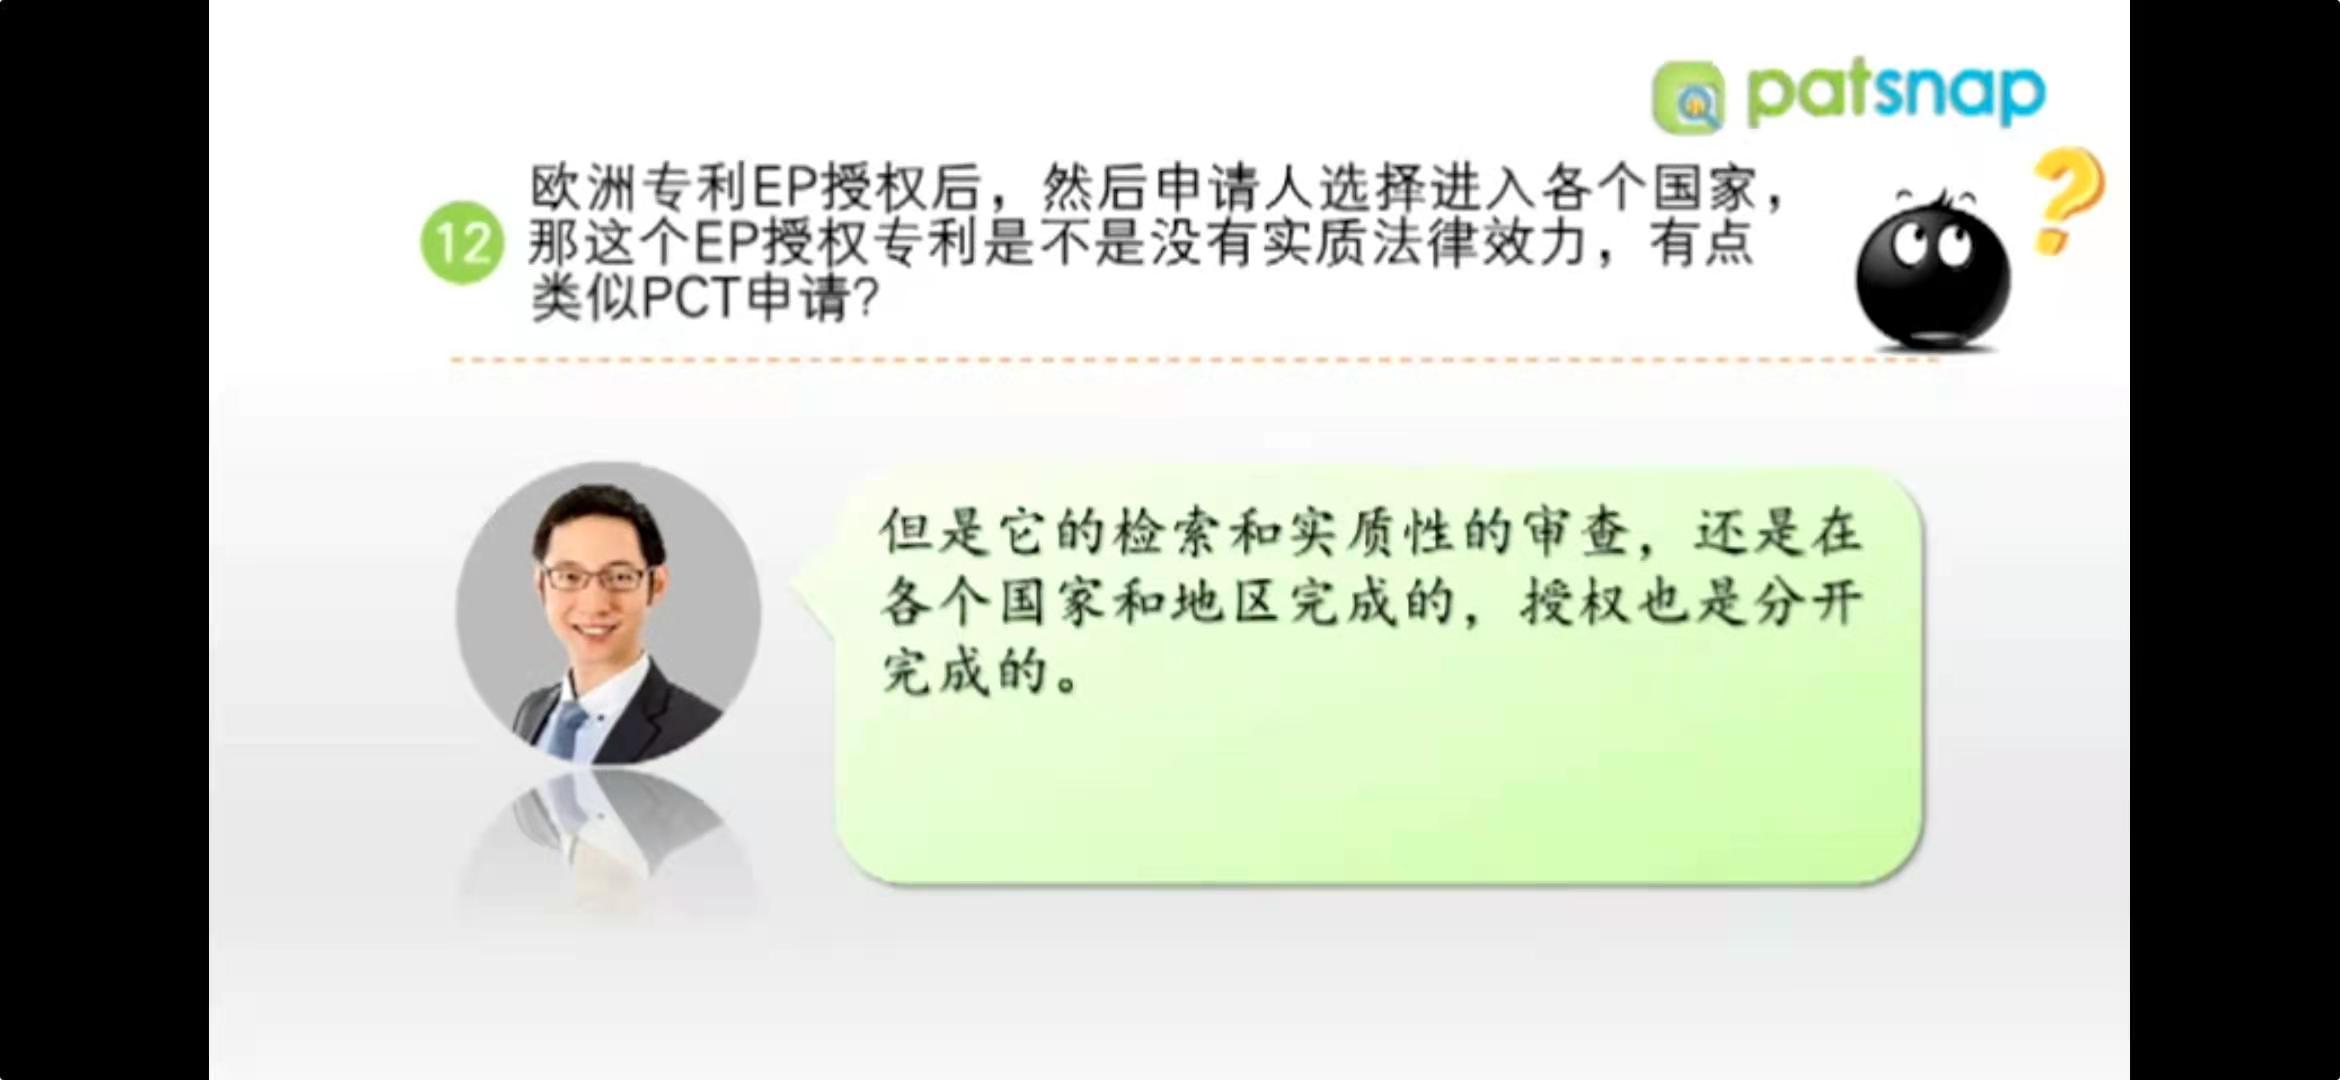 patsnap
12
欧洲专利EP授权后，然后申请人选择进入各个国家，
那这个EP授权专利是不是没有实质法律效力，有点
类似PCT申请?
但是它的检索和实质性的审查，还是在
各个国家和地区完成的，授权也是分开
完成的。